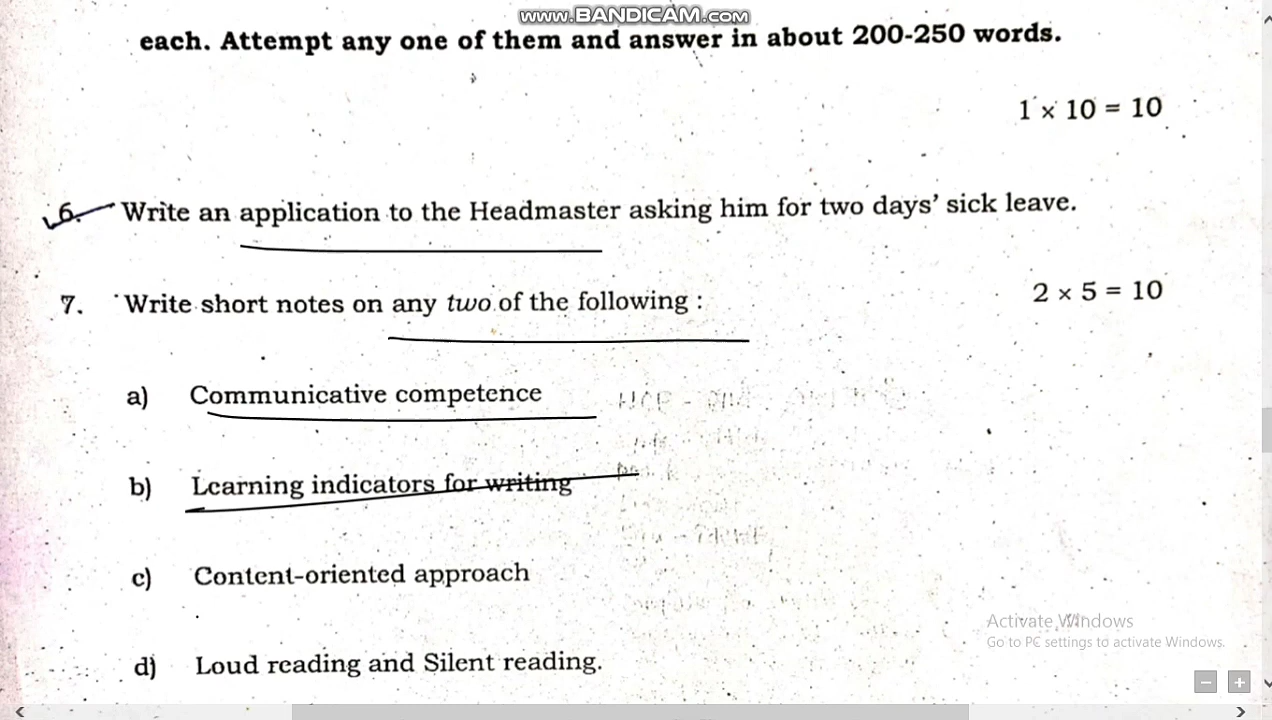 www.BANDICAM.com
each. Attempt any one of them and answer in about 200-250 words.
1 × 10 = 10
6. Write an application to the Headmaster asking him for two days' sick leave.
7. Write short notes on any two of the following : 2 × 5 = 10
a) Communicative competence
b) Learning indicators for writing
c) Content-oriented approach
d) Loud reading and Silent reading.
Activate Windows
Go to PC settings to activate Windows.